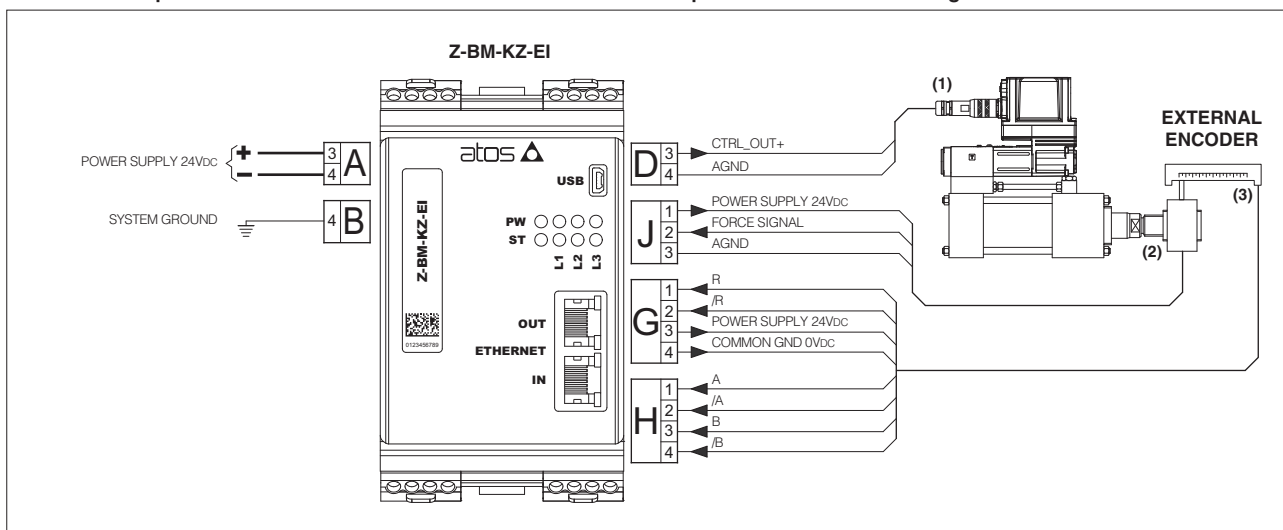 Z-BM-KZ-EI
POWER SUPPLY 24VDC
+
-
3
4
A
SYSTEM GROUND
4
B
atos
USB
PW
ST
L1
L2
L3
Z-BM-KZ-EI
0123456789
OUT
ETHERNET
IN
D
3
4
CTRL_OUT+
AGND
J
1
2
3
POWER SUPPLY 24VDC
FORCE SIGNAL
AGND
G
1
2
3
4
R
/R
POWER SUPPLY 24VDC
COMMON GND 0VDC
H
1
2
3
4
A
/A
B
/B
(1)
EXTERNAL
ENCODER
(3)
(2)